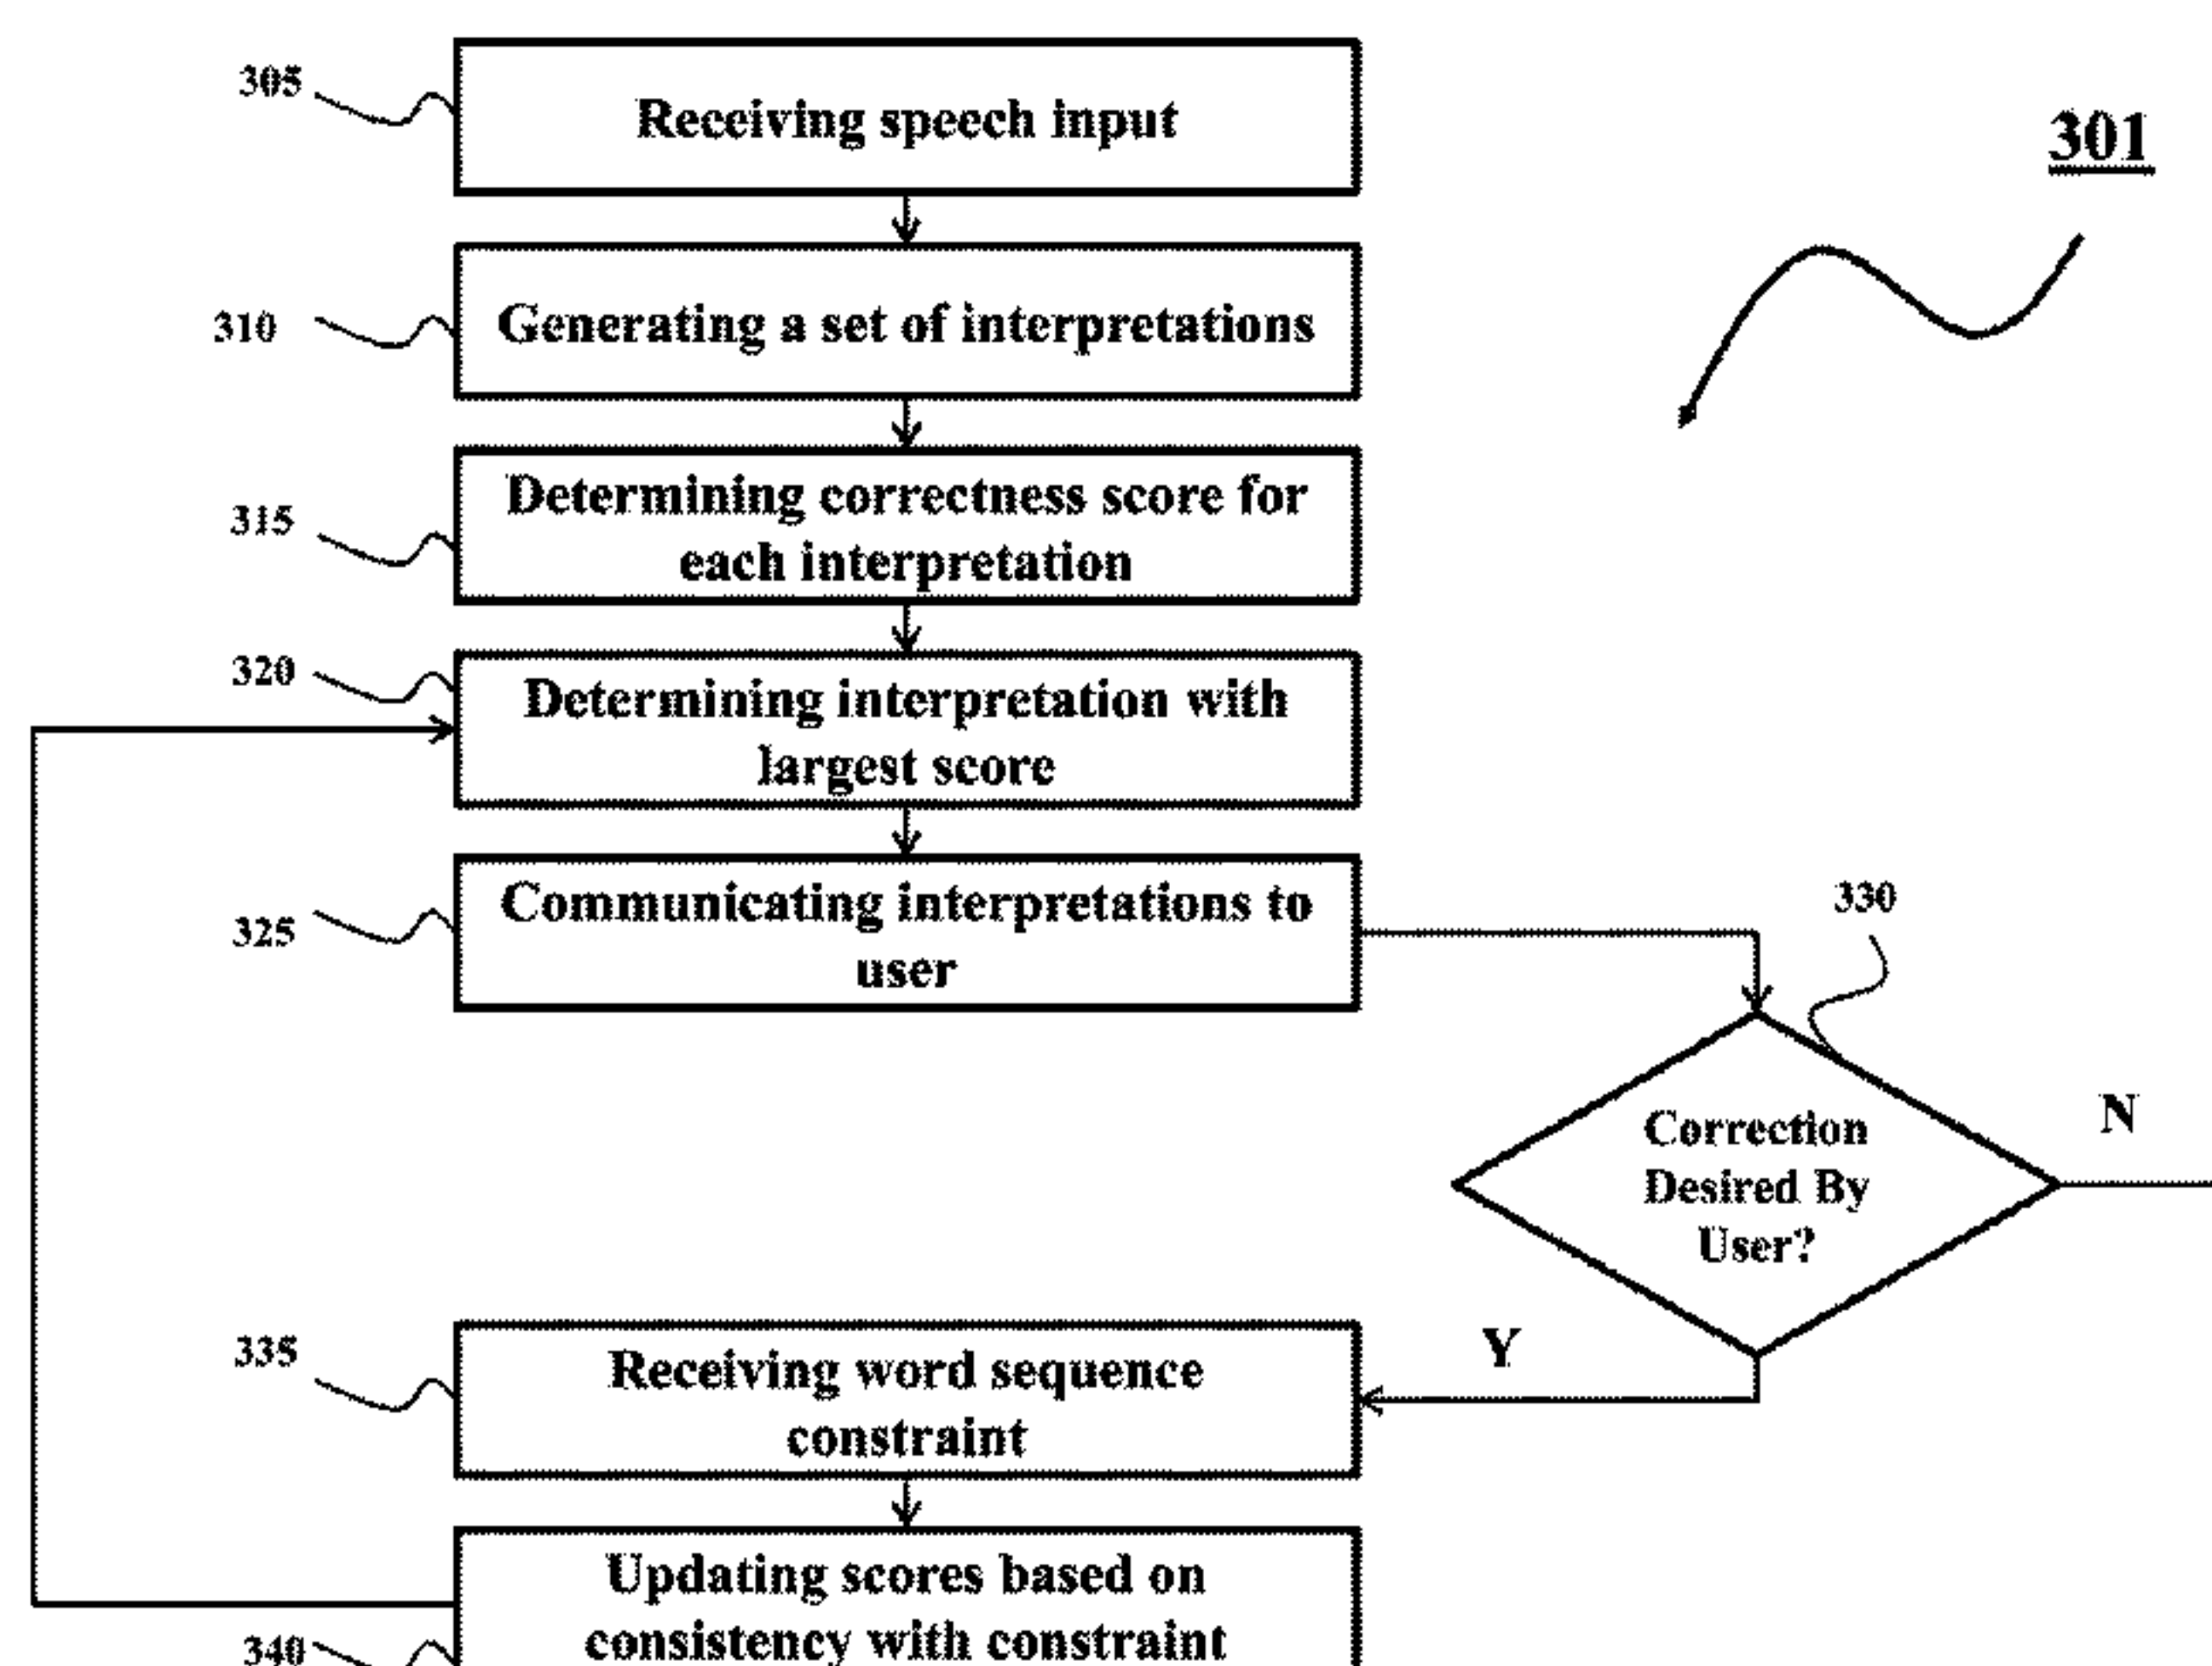 305
Receiving speech input
301
310
Generating a set of interpretations
315
Determining correctness score for
each interpretation
320
Determining interpretation with
largest score
325
Communicating interpretations to
user
330
Correction
Desired By
User?
N
Y
335
Receiving word sequence
constraint
Updating scores based on
consistency with constraint
340